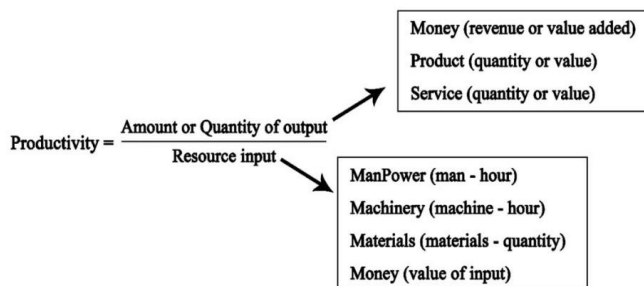 Money (revenue or value added)
Product (quantity or value)
Service (quantity or value)
Productivity = Amount or Quantity of output
Resource input
ManPower (man - hour)
Machinery (machine - hour)
Materials (materials - quantity)
Money (value of input)